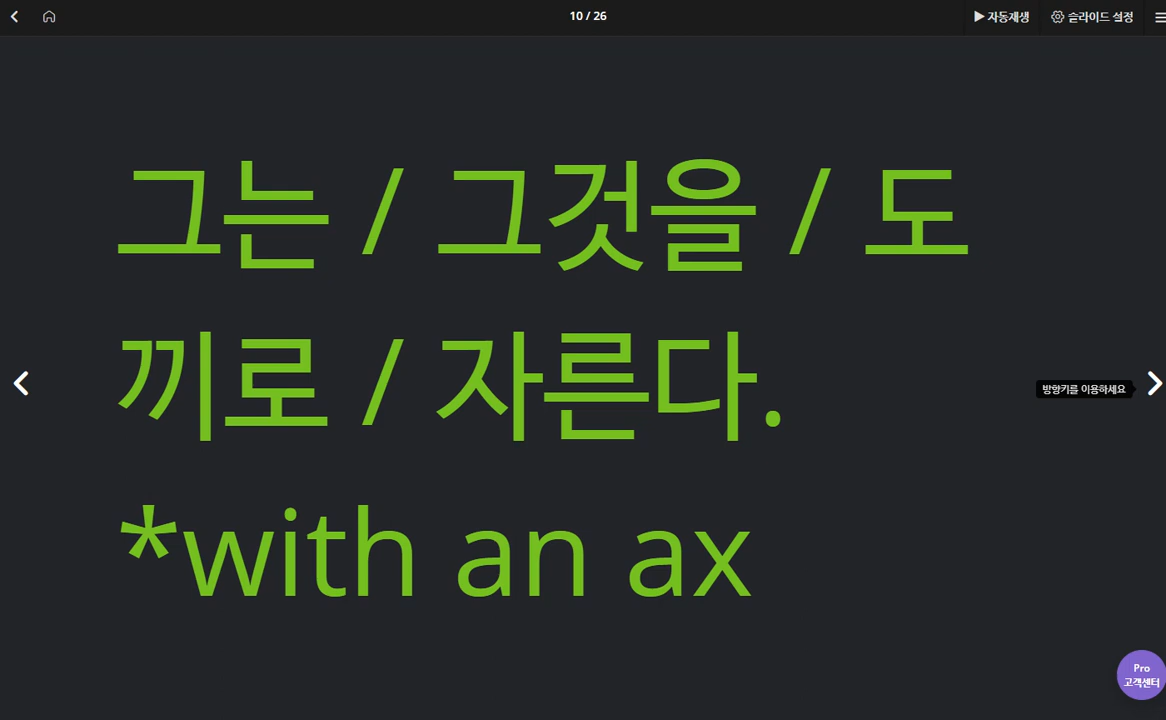 10 / 26
자동재생
슬라이드 설정
그는 / 그것을 / 도
끼로 / 자른다.
방향키를 이용하세요
*with an ax
Pro
고객센터